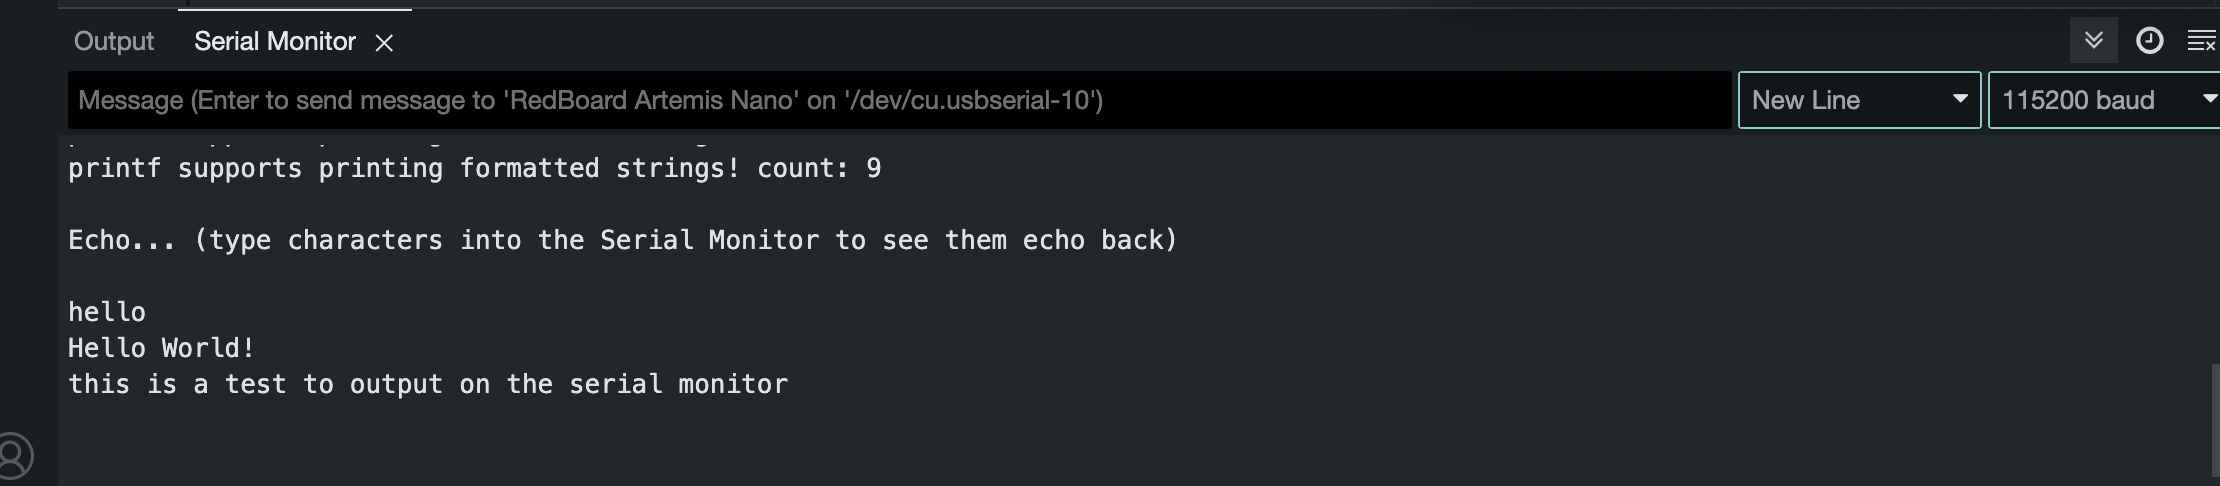 Output Serial Monitor
Message (Enter to send message to 'RedBoard Artemis Nano' on '/dev/cu.usbserial-10') New Line 115200 baud
printf supports printing formatted strings! count: 9
Echo... (type characters into the Serial Monitor to see them echo back)
hello
Hello World!
this is a test to output on the serial monitor